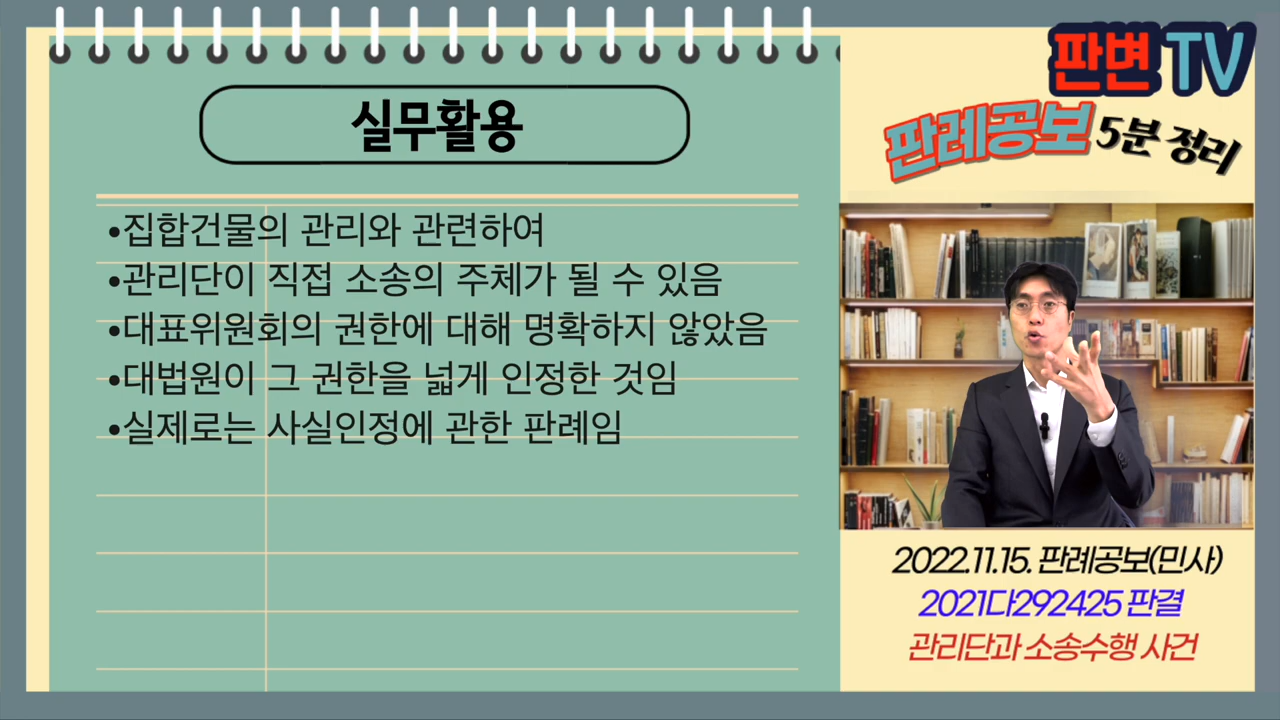 실무활용
•집합건물의 관리와 관련하여
•관리단이 직접 소송의 주체가 될 수 있음
•대표위원회의 권한에 대해 명확하지 않았음
•대법원이 그 권한을 넓게 인정한 것임
•실제로는 사실인정에 관한 판례임
판변 TV
판례공보 5분 정리
2022.11.15. 판례공보(민사)
2021다292425 판결
관리단과 소송수행 사건